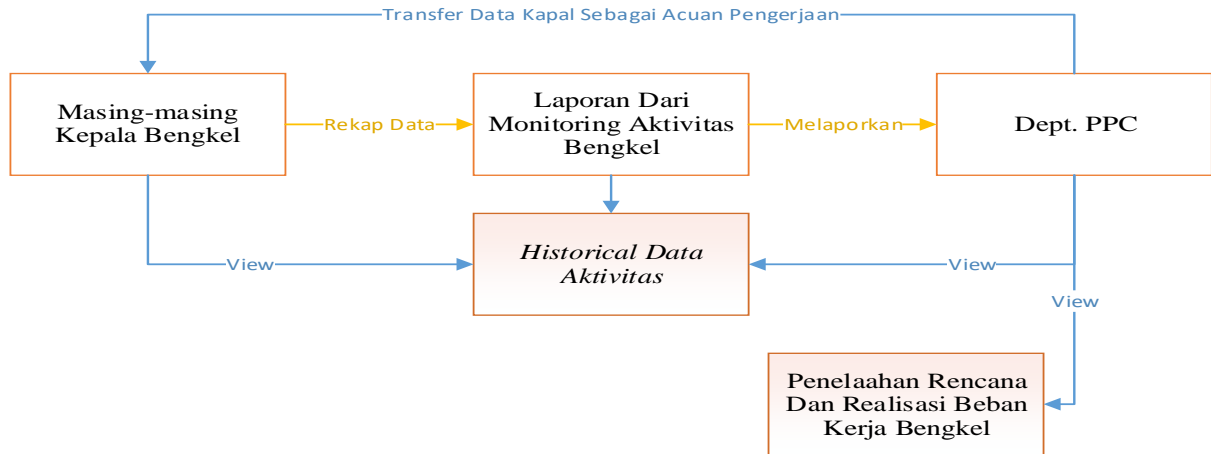 Transfer Data Kapal Sebagai Acuan Pengerjaan
Masing-masing
Kepala Bengkel
Rekap Data
Laporan Dari
Monitoring Aktivitas
Bengkel
Melaporkan
Dept. PPC
View
Historical Data
Aktivitas
View
View
Penelaahan Rencana
Dan Realisasi Beban
Kerja Bengkel